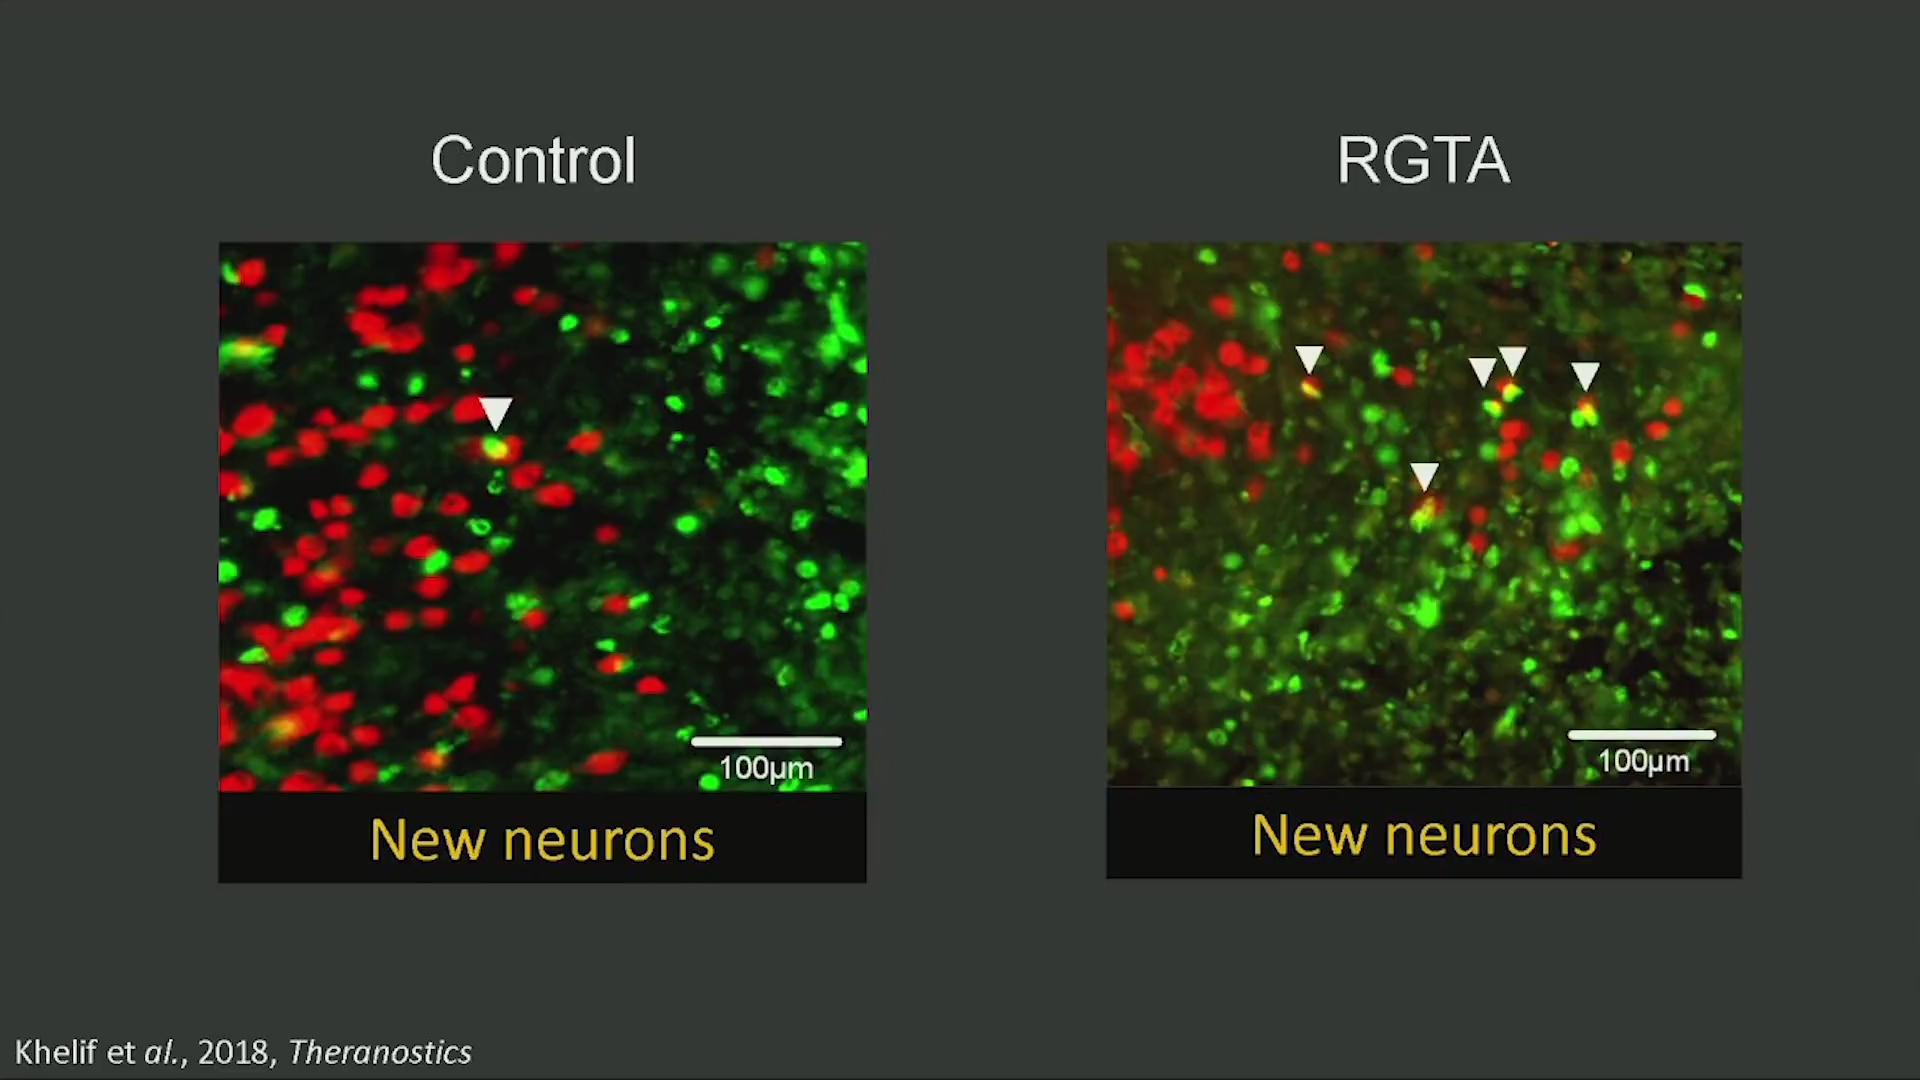 Control
RGTA
100µm
100µm
New neurons
New neurons
Khelif et al., 2018, Theranostics